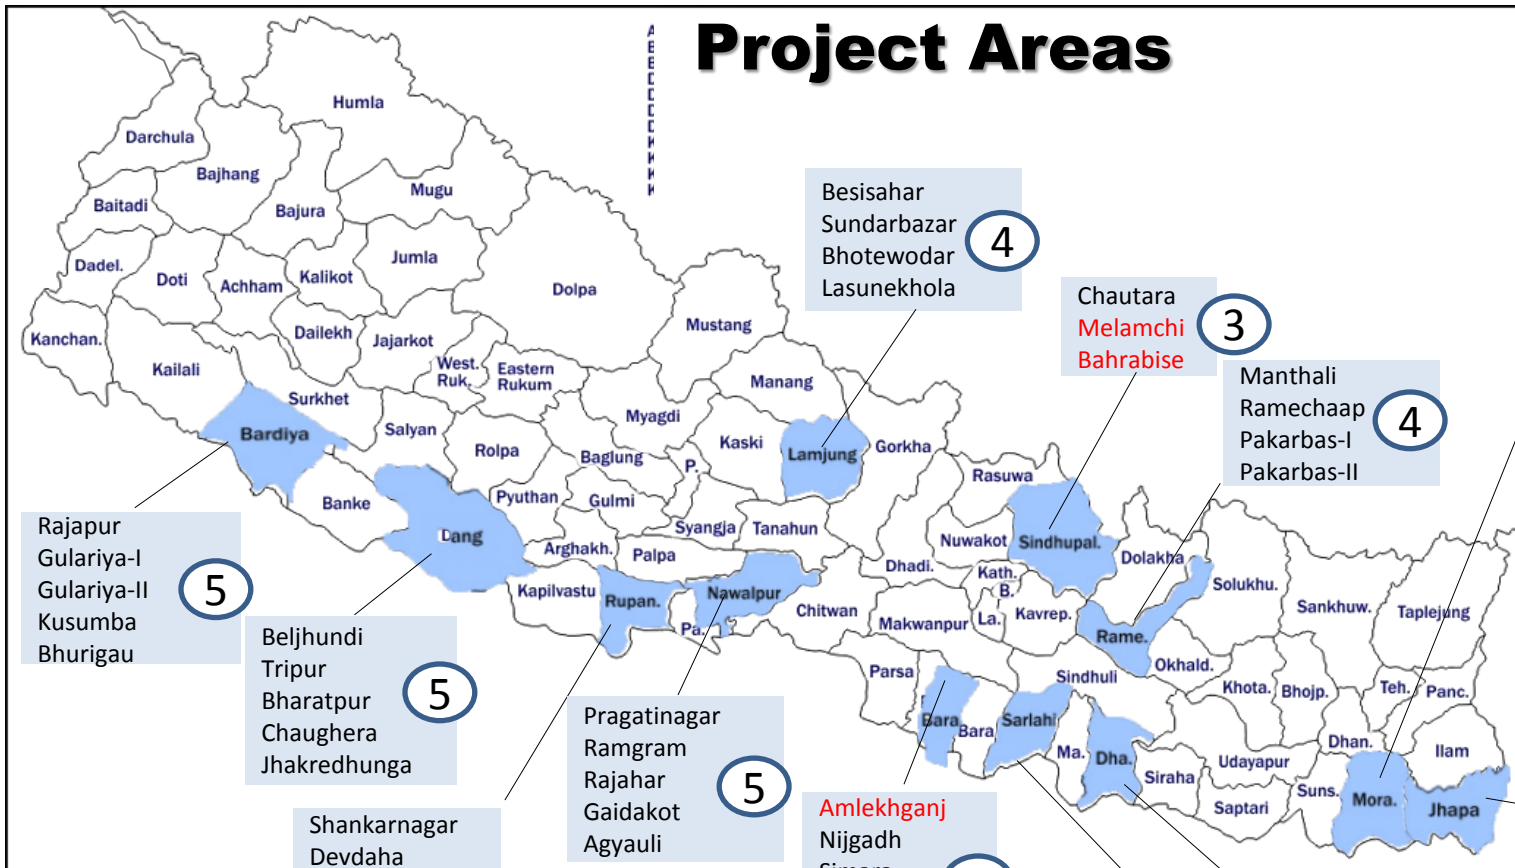 Project Areas
A
B
B
D
D
D
D
K
K
K
K
Humla
Darchula
Bajhang
Mugu
Baitadi
Bajura
Dadel.
Doti
Achham
Kalikot
Jumla
Dolpa
Mustang
Kanchan.
Kailali
Dailekh
Jajarkot
West.
Ruk.
Eastern
Rukum
Manang
Surkhet
Myagdi
Bardiya
Salyan
Rolpa
Baglung
Kaski
Lamjung
Gorkha
P.
Rasuwa
Banke
Pyuthan
Gulmi
Dang
Syangja
Tanahun
Nuwakot
Sindhupal.
Dolakha
Arghakh.
Palpa
Dhadi.
Kath.
B.
Solukhu.
Kapilvastu
Rupan.
Nawalpur
Chitwan
Makwanpur
La.
Kavrep.
Sankhuw.
Taplejung
Pa.
Rame.
Okhald.
Parsa
Sindhuli
Khota.
Bhojp.
Teh.
Panc.
Bara
Bara
Sarlahi
Ma.
Dha.
Siraha
Udayapur
Dhan.
Ilam
Saptari
Suns.
Mora.
Jhapa
Besisahar
Sundarbazar
Bhotewodar
Lasunekhola
4
Chautara
Melamchi
Bahrabise
3
Manthali
Ramechaap
Pakarbas-I
Pakarbas-II
4
Rajapur
Gulariya-I
Gulariya-II
Kusumba
Bhurigau
5
Beljhundi
Tripur
Bharatpur
Chaughera
Jhakredhunga
5
Pragatinagar
Ramgram
Rajahar
Gaidakot
Agyauli
5
Shankarnagar
Devdaha
Amlekhganj
Nijgadh